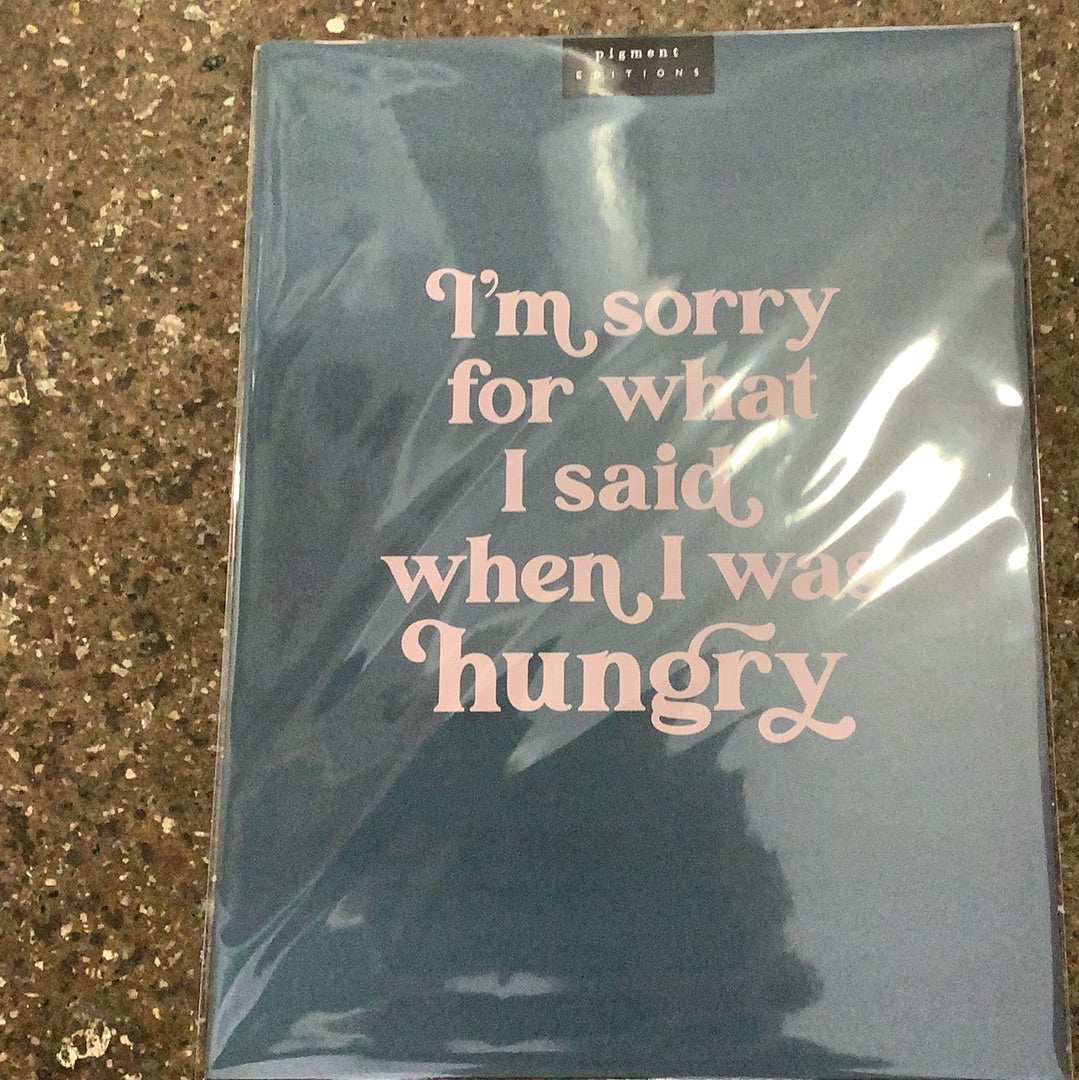 pigment
EDITIONS
I'm sorry
for what
I said
when I was
hungry